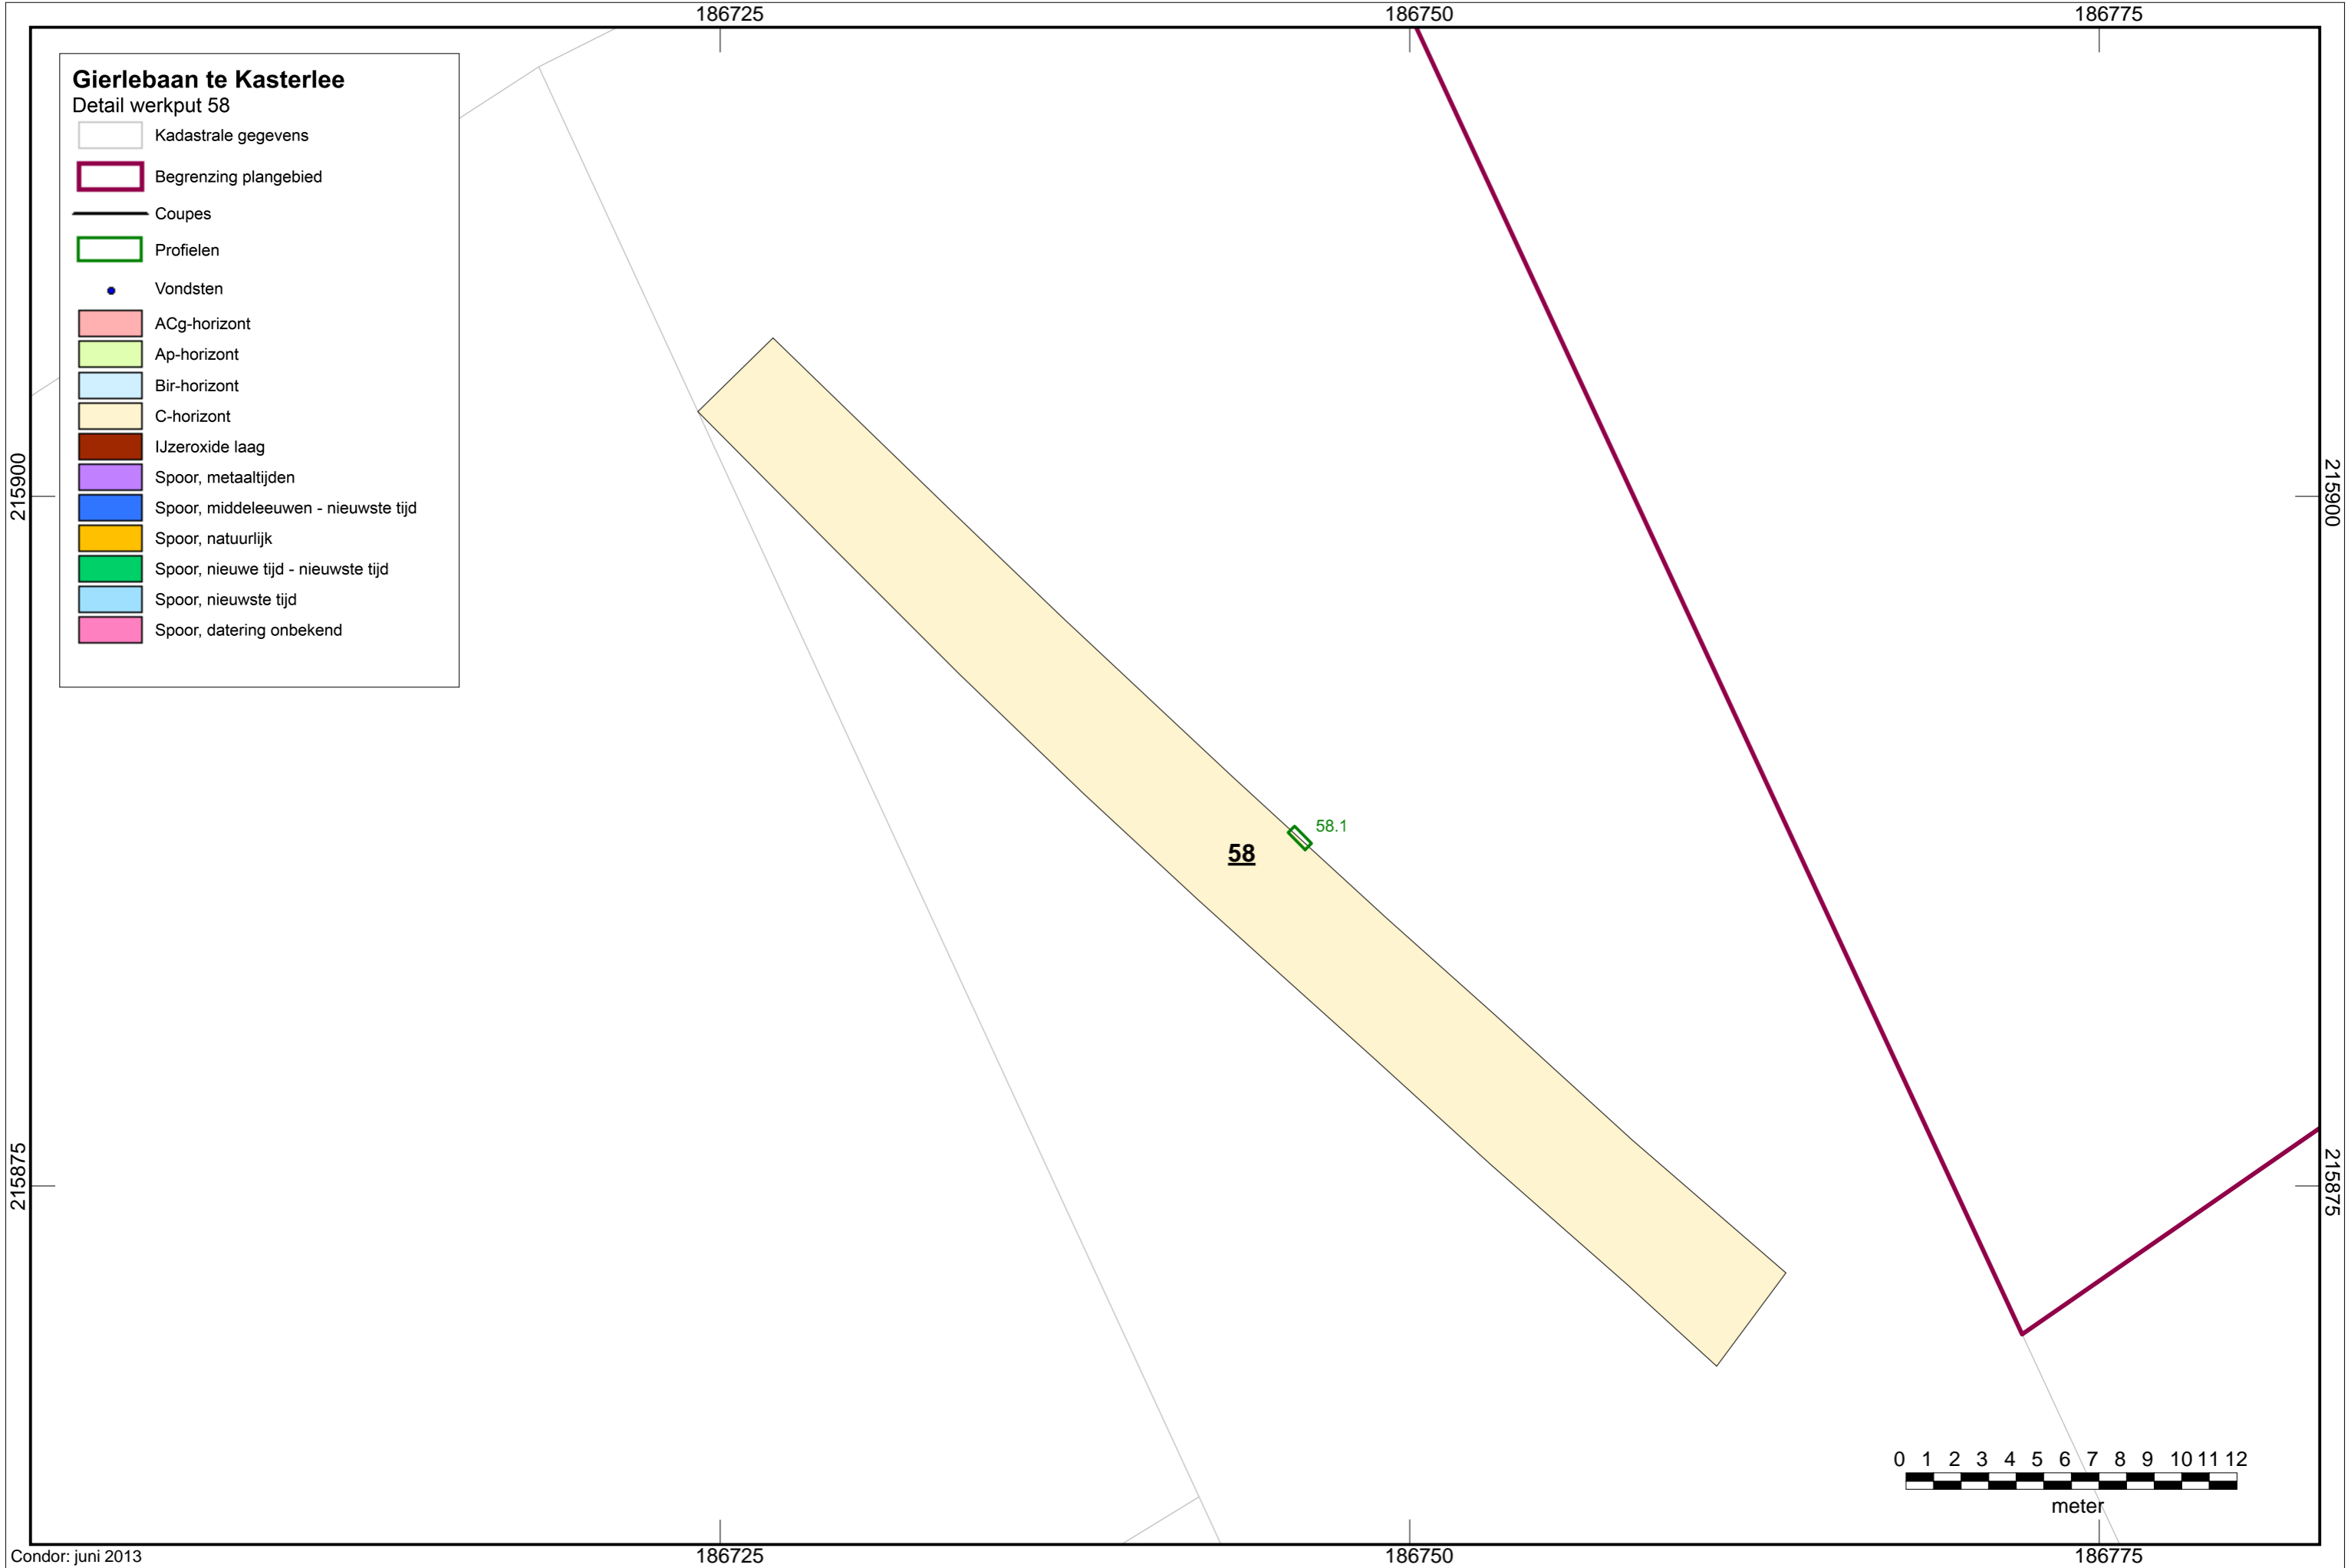 186725
186750
186775
Gierlebaan te Kasterlee
Detail werkput 58
Kadastrale gegevens
Begrenzing plangebied
Coupes
Profielen
Vondsten
ACg-horizont
Ap-horizont
Bir-horizont
C-horizont
IJzeroxide laag
Spoor, metaaltijden
Spoor, middeleeuwen - nieuwste tijd
Spoor, natuurlijk
Spoor, nieuwe tijd - nieuwste tijd
Spoor, nieuwste tijd
Spoor, datering onbekend
215900
215900
58.1
58
215875
215875
0 1 2 3 4 5 6 7 8 9 10 11 12
meter
Condor: juni 2013
186725
186750
186775